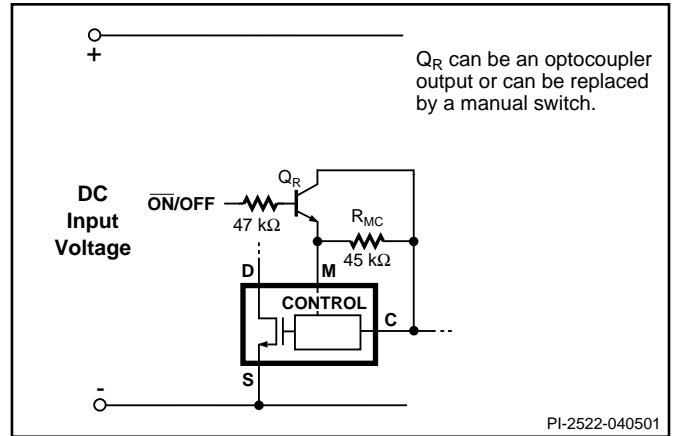 +
Q_R can be an optocoupler
output or can be replaced
by a manual switch.
Q_R
DC
Input
Voltage
O̅N̅/OFF
47 kΩ
R_MC
45 kΩ
D
M
CONTROL
C
S
-
PI-2522-040501